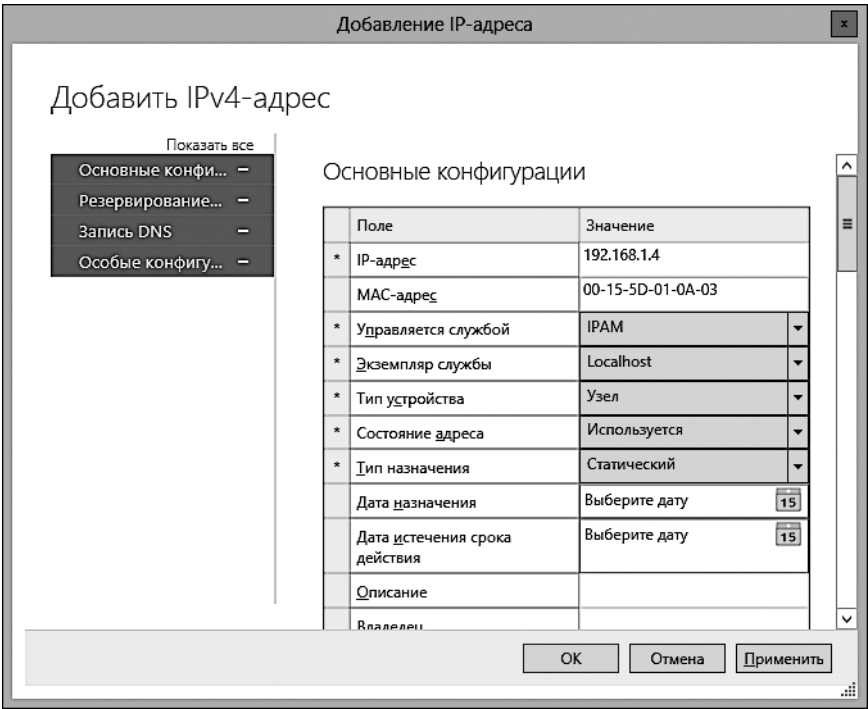 Добавление IP-адреса
x
Добавить IPv4-адрес
Показать все
Основные конфи...
Резервирование...
Запись DNS
Особые конфигу...
Основные конфигурации
Поле Значение
* IP-адрес 192.168.1.4
МАС-адрес 00-15-5D-01-0A-03
* Управляется службой IPAM
* Экземпляр службы Localhost
* Тип устройства Узел
* Состояние адреса Используется
* Тип назначения Статический
Дата назначения Выберите дату 15
Дата истечения срока Выберите дату 15
действия
Описание
Владелец
OK Отмена Применить